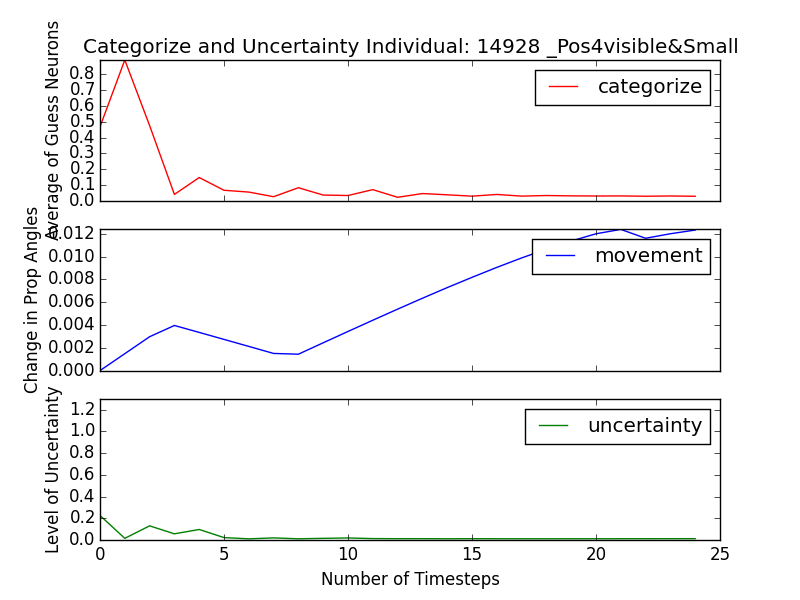 Categorize and Uncertainty Individual: 14928 _Pos4visible&Small
Average of Guess Neurons
0.8
0.7
0.6
0.5
0.4
0.3
0.2
0.1
0.0
categorize
Change in Prop Angles
0.012
0.010
0.008
0.006
0.004
0.002
0.000
movement
Level of Uncertainty
1.2
1.0
0.8
0.6
0.4
0.2
0.0
uncertainty
0 5 10 15 20 25
Number of Timesteps